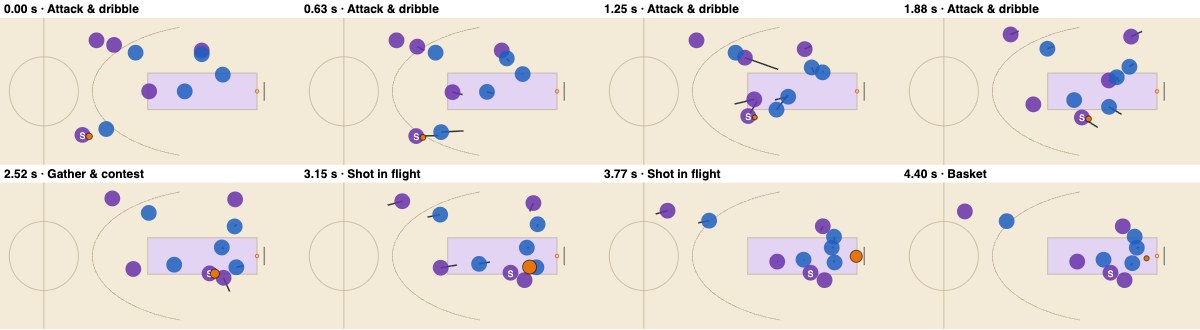 0.00 s · Attack & dribble
0.63 s · Attack & dribble
1.25 s · Attack & dribble
1.88 s · Attack & dribble
S
S
S
S
2.52 s · Gather & contest
3.15 s · Shot in flight
3.77 s · Shot in flight
4.40 s · Basket
S
S
S
S